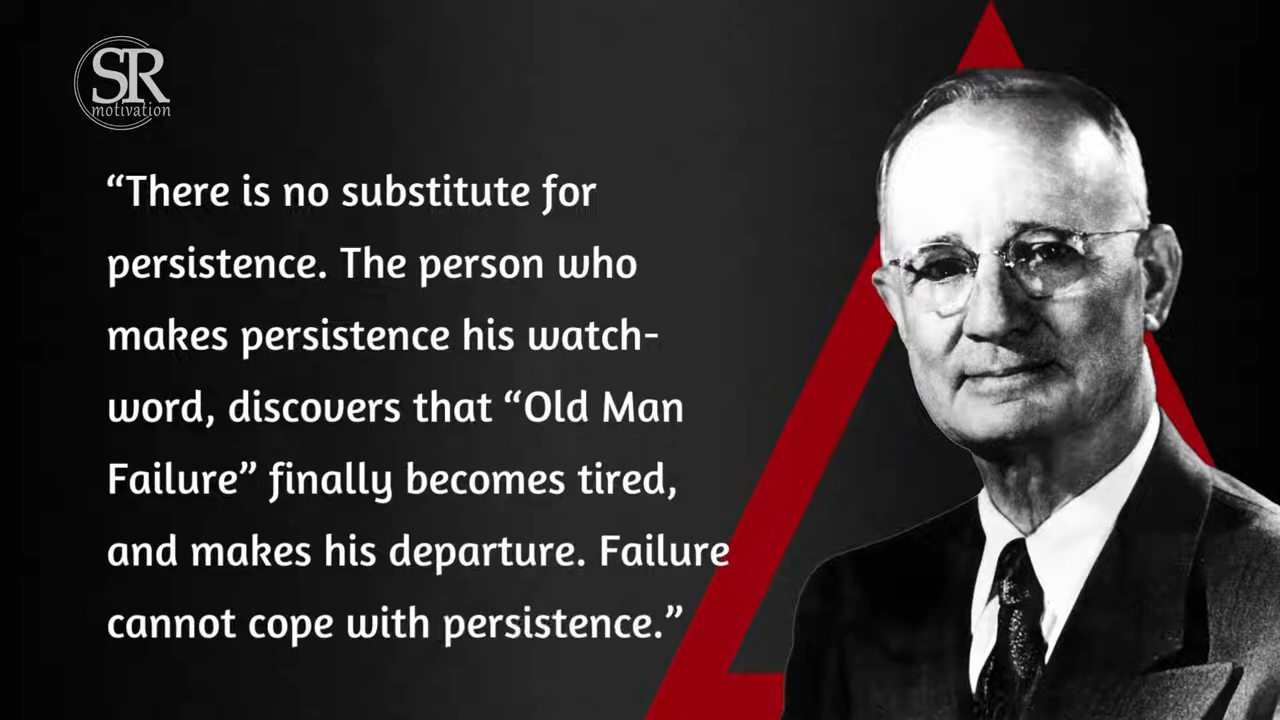 SR
motivation
“There is no substitute for
persistence. The person who
makes persistence his watch-
word, discovers that “Old Man
Failure” finally becomes tired,
and makes his departure. Failure
cannot cope with persistence.”